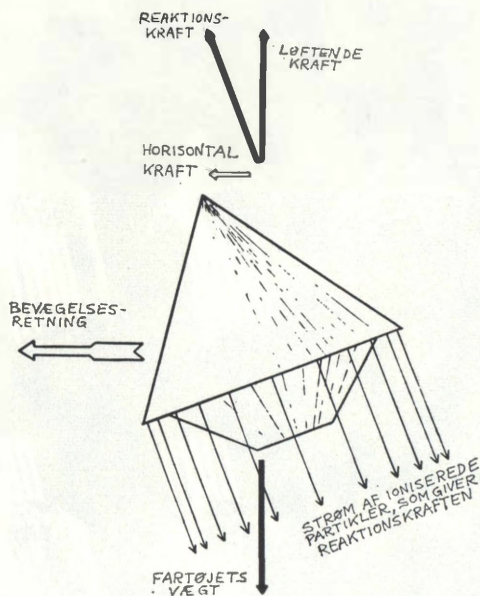 REAKTIONS-
KRAFT
LØFTENDE
KRAFT
HORISONTAL
KRAFT
BEVÆGELSES-
RETNING
STRØM AF IONISEREDE
PARTIKLER, SOM GIVER
REAKTIONSKRAFTEN
FARTØJETS
VÆGT